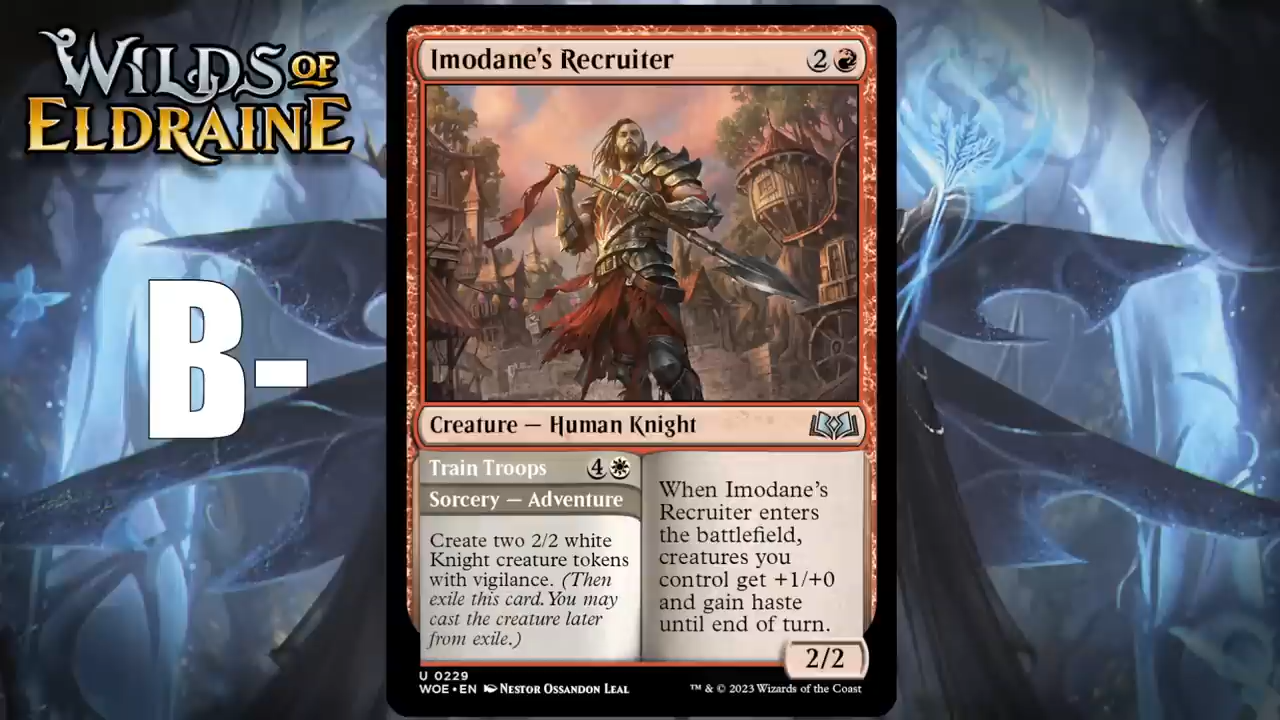 WILDS OF
ELDRAINE
B-
Imodane's Recruiter 2
Creature — Human Knight
Train Troops 4
Sorcery — Adventure
Create two 2/2 white
Knight creature tokens
with vigilance. (Then
exile this card. You may
cast the creature later
from exile.)
When Imodane's
Recruiter enters
the battlefield,
creatures you
control get +1/+0
and gain haste
until end of turn.
2/2
U 0229
WOE • EN NESTOR OSSANDON LEAL
™ & © 2023 Wizards of the Coast